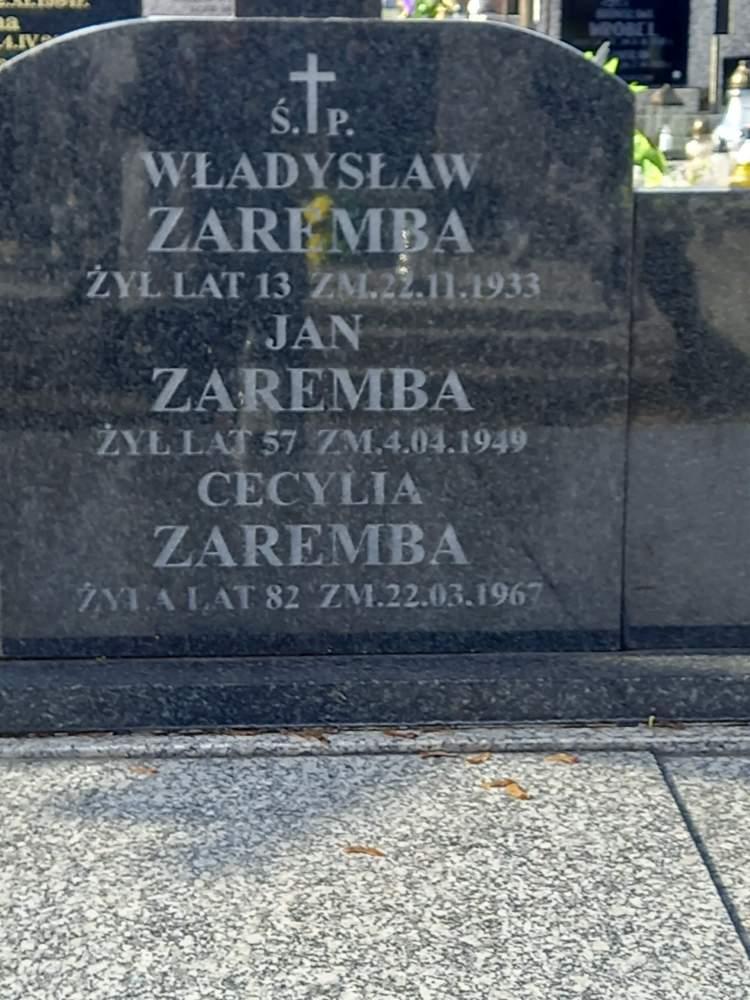 Ś. P.
WŁADYSŁAW
ZAREMBA
ŻYŁ LAT 13 ZM.22.11.1933
JAN
ZAREMBA
ŻYŁ LAT 57 ZM.4.04.1949
CECYLIA
ZAREMBA
ŻYŁA LAT 82 ZM.22.03.1967